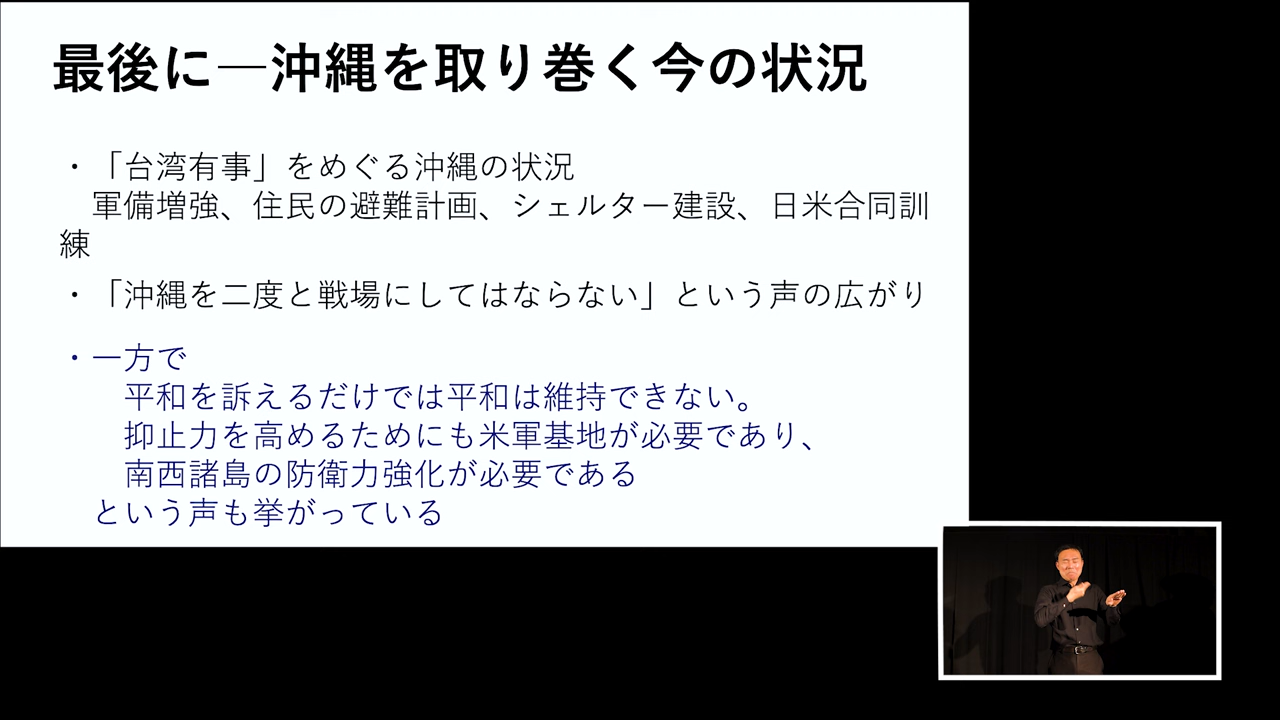 最後に―沖縄を取り巻く今の状況
・「台湾有事」をめぐる沖縄の状況
軍備増強、住民の避難計画、シェルター建設、日米合同訓
練
・「沖縄を二度と戦場にしてはならない」という声の広がり
・一方で
平和を訴えるだけでは平和は維持できない。
抑止力を高めるためにも米軍基地が必要であり、
南西諸島の防衛力強化が必要である
という声も挙がっている